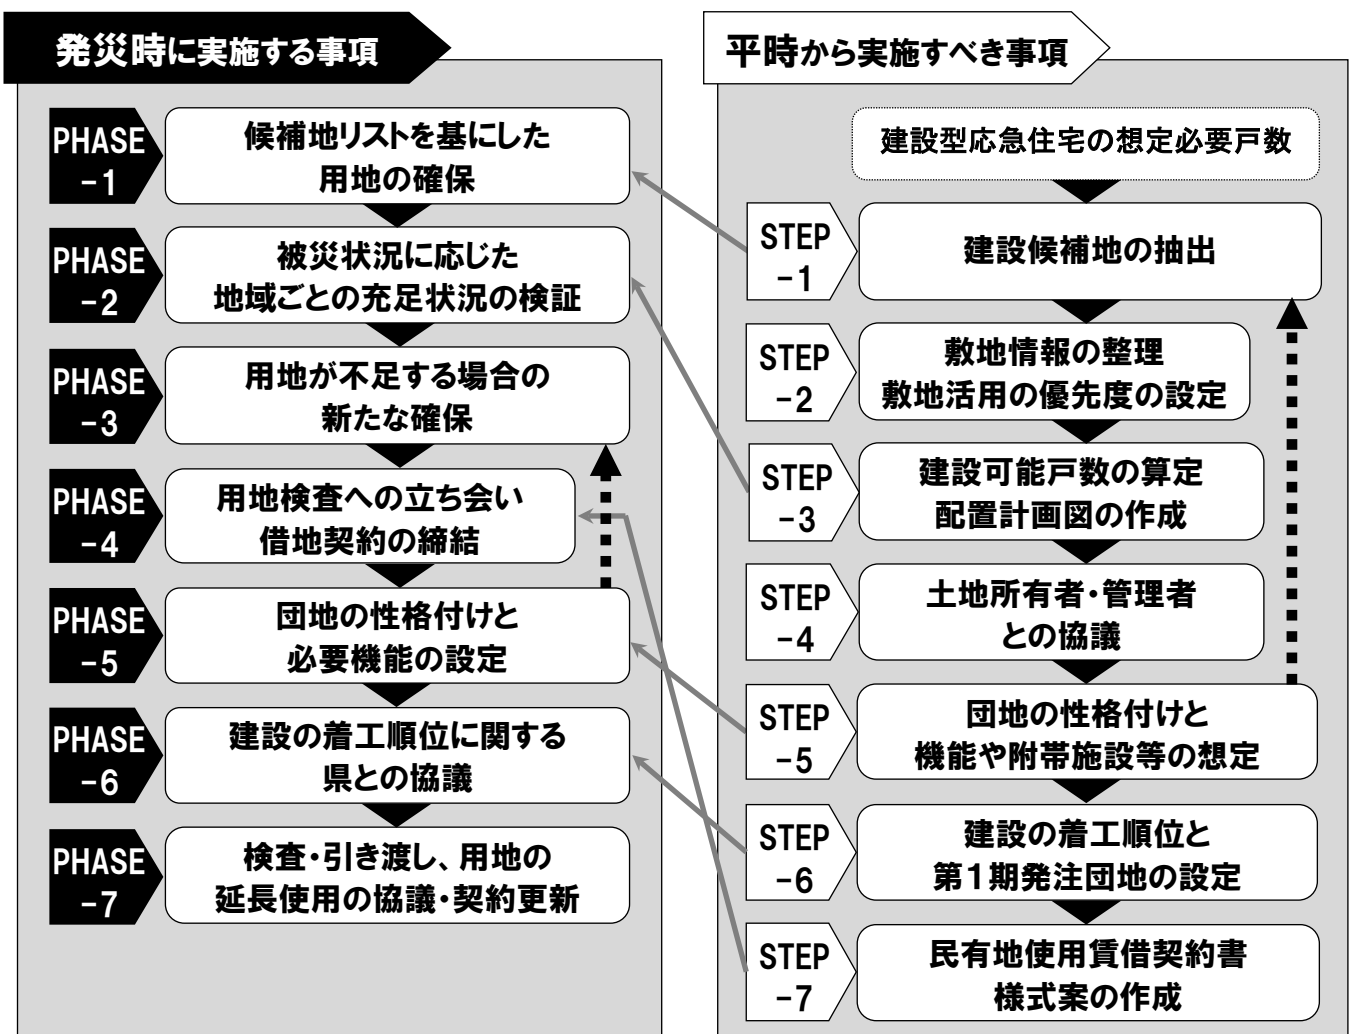 発災時に実施する事項
PHASE
-1
候補地リストを基にした
用地の確保
PHASE
-2
被災状況に応じた
地域ごとの充足状況の検証
PHASE
-3
用地が不足する場合の
新たな確保
PHASE
-4
用地検査への立ち会い
借地契約の締結
PHASE
-5
団地の性格付けと
必要機能の設定
PHASE
-6
建設の着工順位に関する
県との協議
PHASE
-7
検査・引き渡し、用地の
延長使用の協議・契約更新
平時から実施すべき事項
建設型応急住宅の想定必要戸数
STEP
-1
建設候補地の抽出
STEP
-2
敷地情報の整理
敷地活用の優先度の設定
STEP
-3
建設可能戸数の算定
配置計画図の作成
STEP
-4
土地所有者・管理者
との協議
STEP
-5
団地の性格付けと
機能や附帯施設等の想定
STEP
-6
建設の着工順位と
第1期発注団地の設定
STEP
-7
民有地使用賃借契約書
様式案の作成